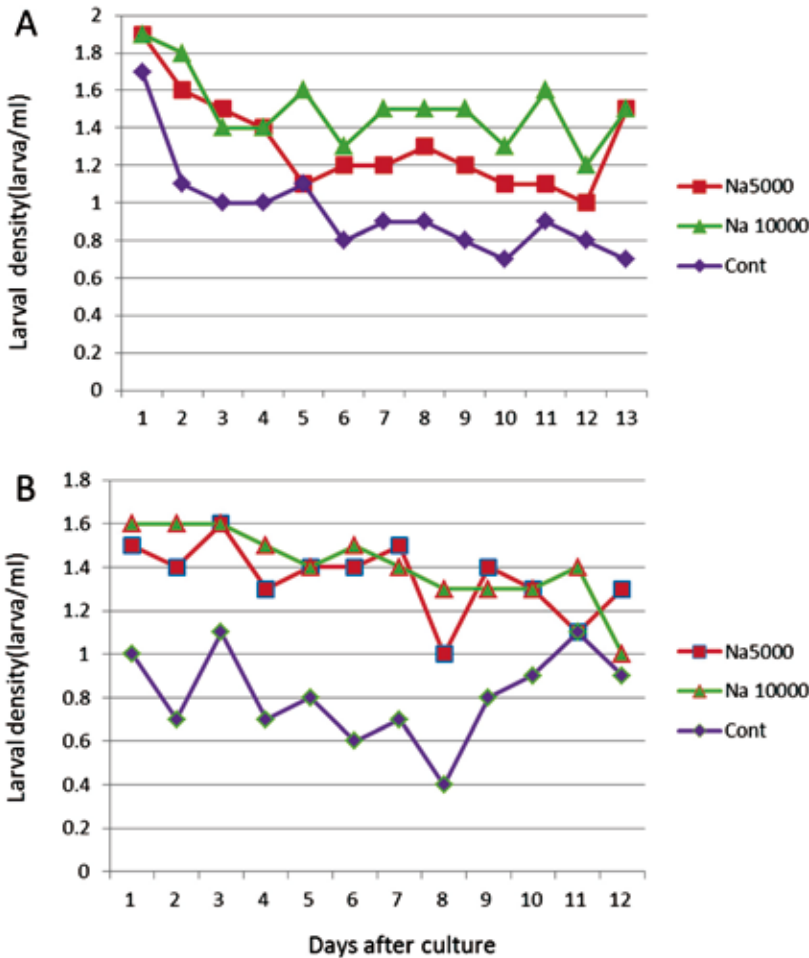 A
Larval density(larva/ml)
2
1.8
1.6
1.4
1.2
1
0.8
0.6
0.4
0.2
0
1 2 3 4 5 6 7 8 9 10 11 12 13
Na5000
Na 10000
Cont
B
Larval density(larva/ml)
1.8
1.6
1.4
1.2
1
0.8
0.6
0.4
0.2
0
1 2 3 4 5 6 7 8 9 10 11 12
Na5000
Na 10000
Cont
Days after culture